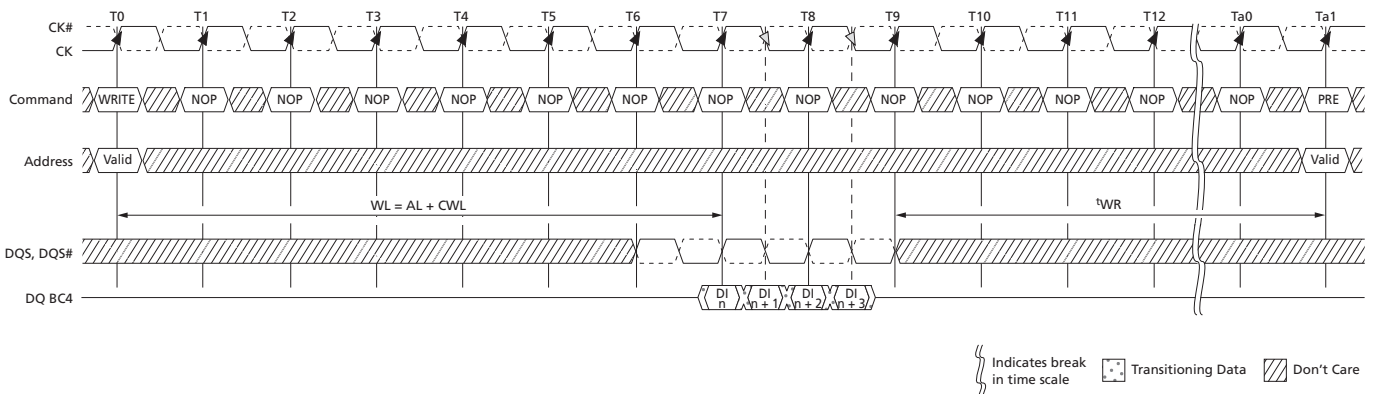 T0 T1 T2 T3 T4 T5 T6 T7 T8 T9 T10 T11 T12 Ta0 Ta1
CK#
CK
Command WRITE NOP NOP NOP NOP NOP NOP NOP NOP NOP NOP NOP NOP NOP PRE
Address Valid Valid
WL = AL + CWL tWR
DQS, DQS#
DQ BC4 DI n DI n + 1 DI n + 2 DI n + 3
Indicates break in time scale
Transitioning Data
Don't Care